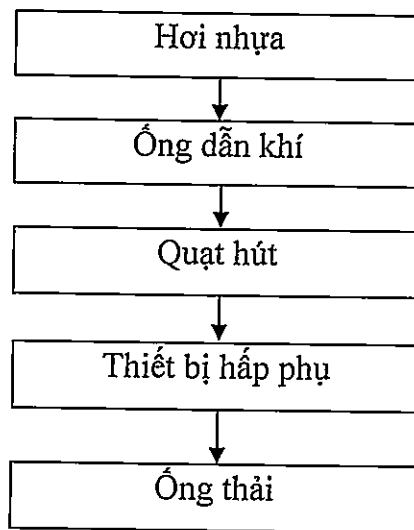 Hơi nhựa
Ống dẫn khí
Quạt hút
Thiết bị hấp phụ
Ống thải